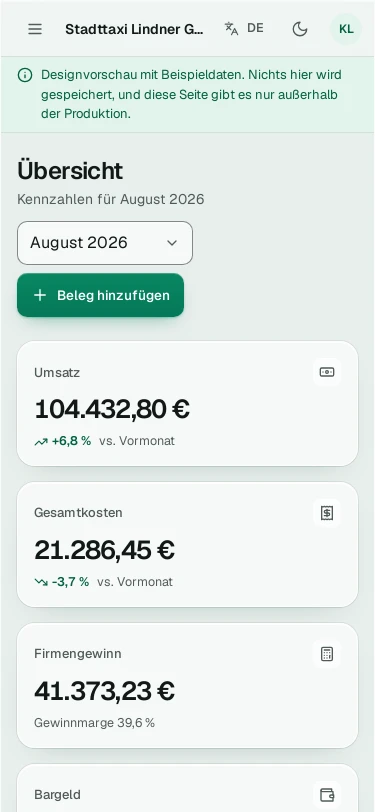 Stadttaxi Lindner G...
DE
KL
Designvorschau mit Beispieldaten. Nichts hier wird
gespeichert, und diese Seite gibt es nur außerhalb
der Produktion.
Übersicht
Kennzahlen für August 2026
August 2026
Beleg hinzufügen
Umsatz
104.432,80 €
+6,8 % vs. Vormonat
Gesamtkosten
21.286,45 €
-3,7 % vs. Vormonat
Firmengewinn
41.373,23 €
Gewinnmarge 39,6 %
Bargeld